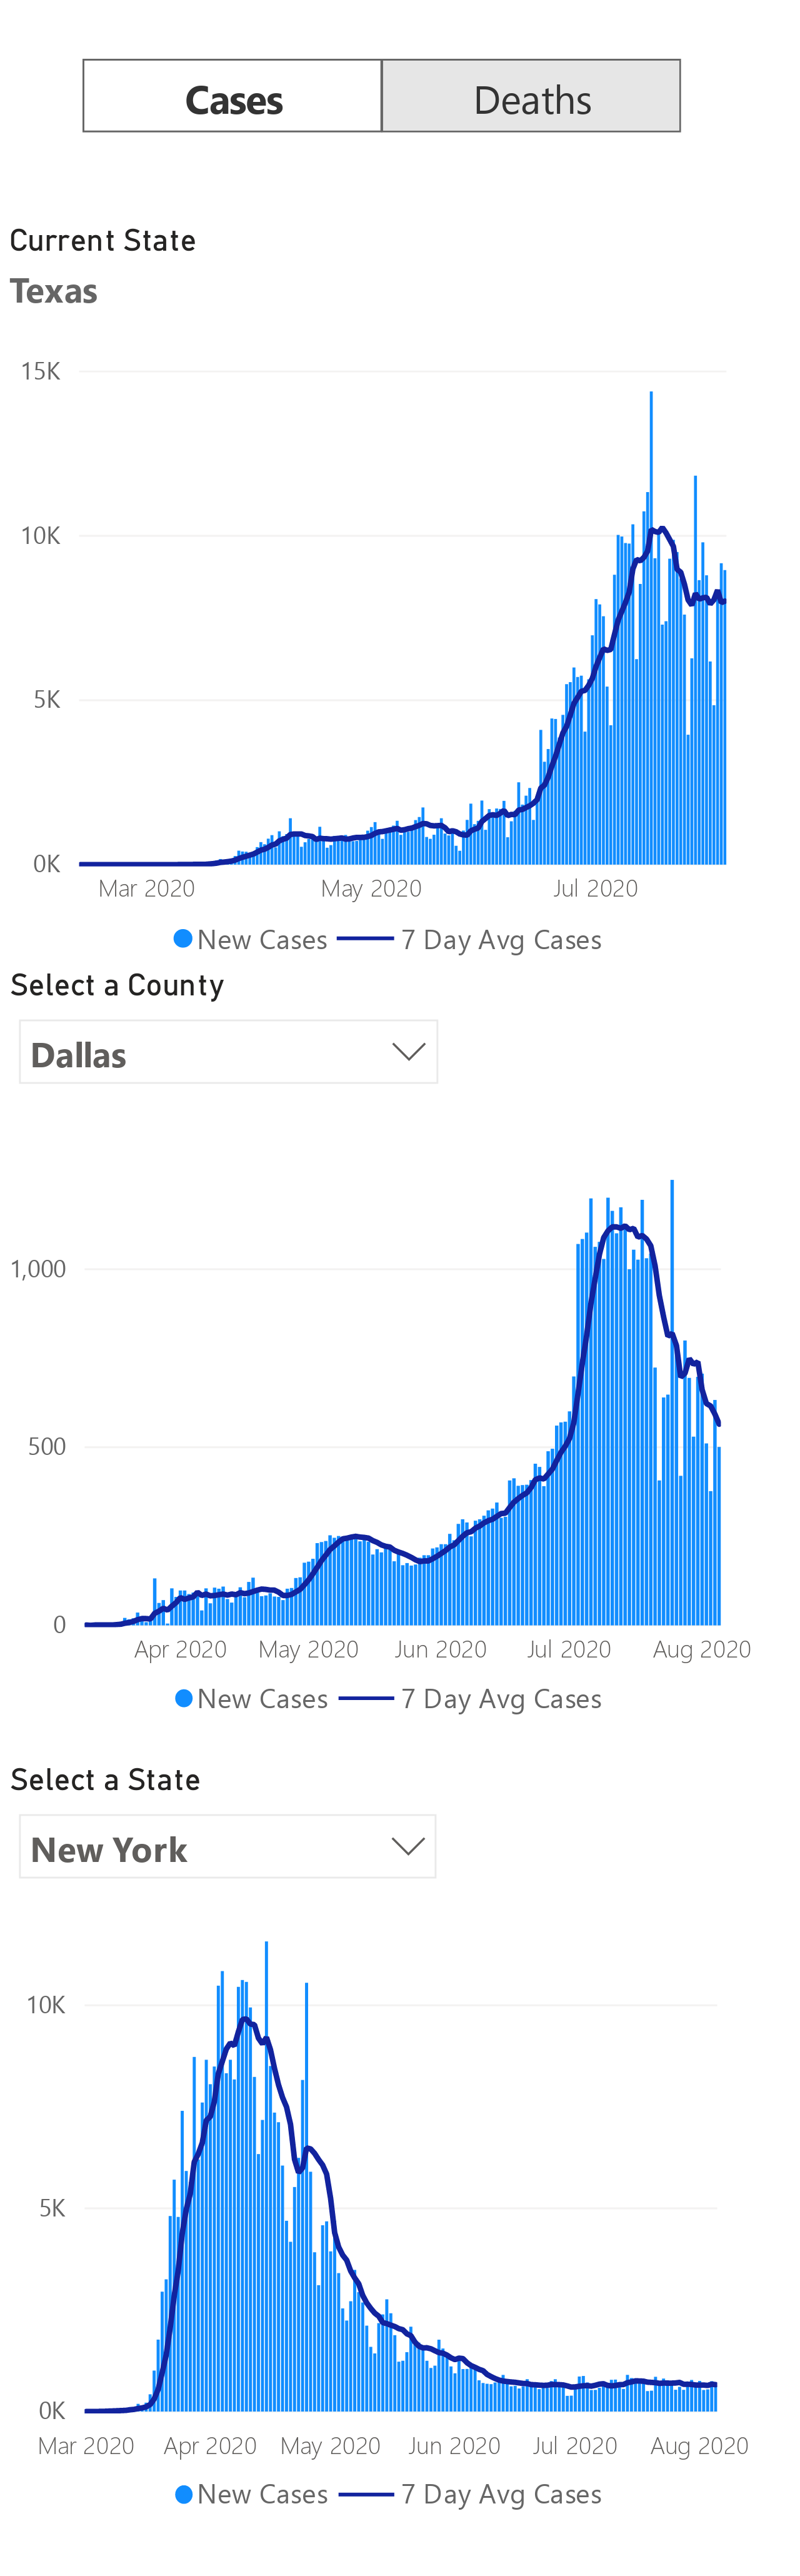 Cases Deaths
Current State
Texas
15K
10K
5K
0K
Mar 2020 May 2020 Jul 2020
New Cases 7 Day Avg Cases
Select a County
Dallas
1,000
500
0
Apr 2020 May 2020 Jun 2020 Jul 2020 Aug 2020
New Cases 7 Day Avg Cases
Select a State
New York
10K
5K
0K
Mar 2020 Apr 2020 May 2020 Jun 2020 Jul 2020 Aug 2020
New Cases 7 Day Avg Cases